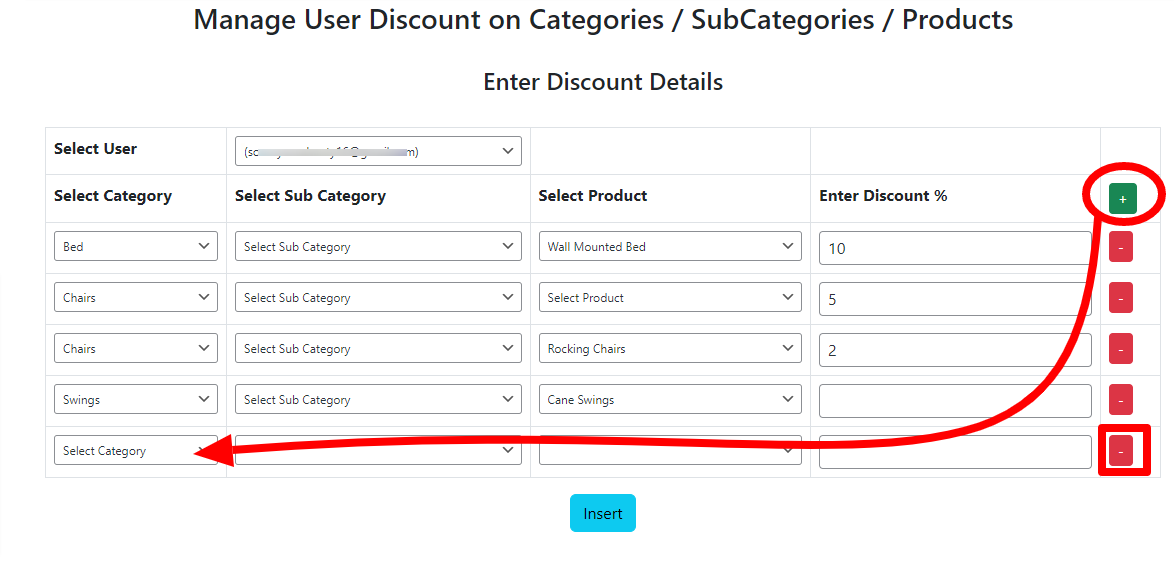 Manage User Discount on Categories / SubCategories / Products
Enter Discount Details
Select User
Select Category Select Sub Category Select Product Enter Discount % +
Bed Select Sub Category Wall Mounted Bed 10 -
Chairs Select Sub Category Select Product 5 -
Chairs Select Sub Category Rocking Chairs 2 -
Swings Select Sub Category Cane Swings -
Select Category -
Insert